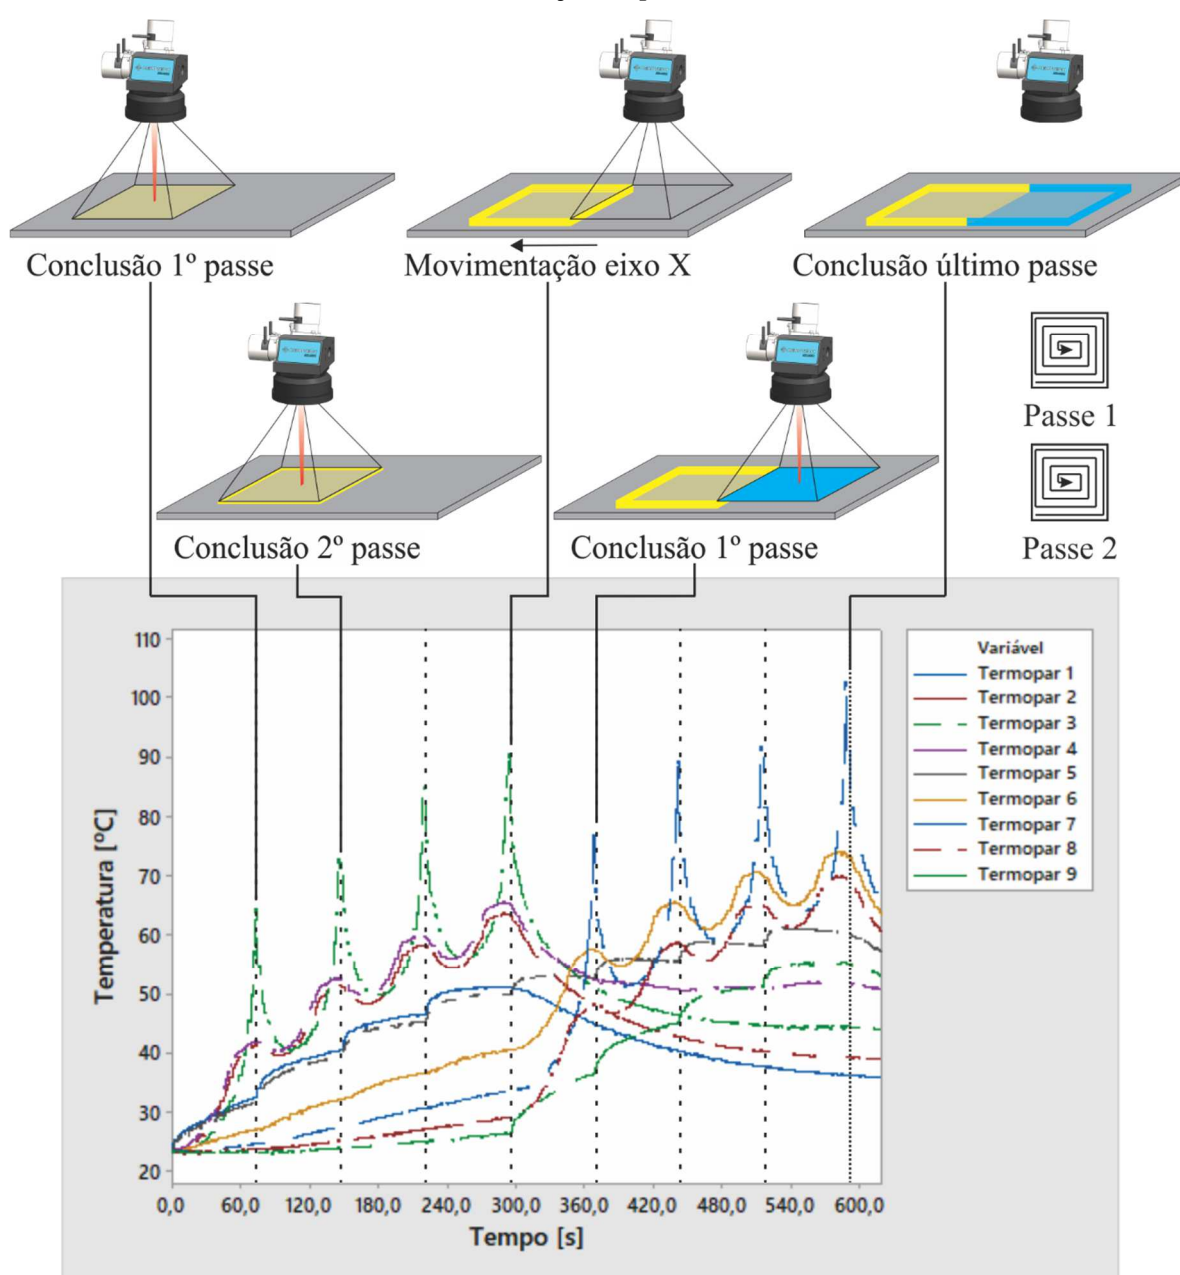 Conclusão 1º passe
Movimentação eixo X
Conclusão último passe
Passe 1
Conclusão 2º passe
Conclusão 1º passe
Passe 2
Variável
Termopar 1
Termopar 2
Termopar 3
Termopar 4
Termopar 5
Termopar 6
Termopar 7
Termopar 8
Termopar 9
Temperatura [ºC]
110
100
90
80
70
60
50
40
30
20
0,0 60,0 120,0 180,0 240,0 300,0 360,0 420,0 480,0 540,0 600,0
Tempo [s]